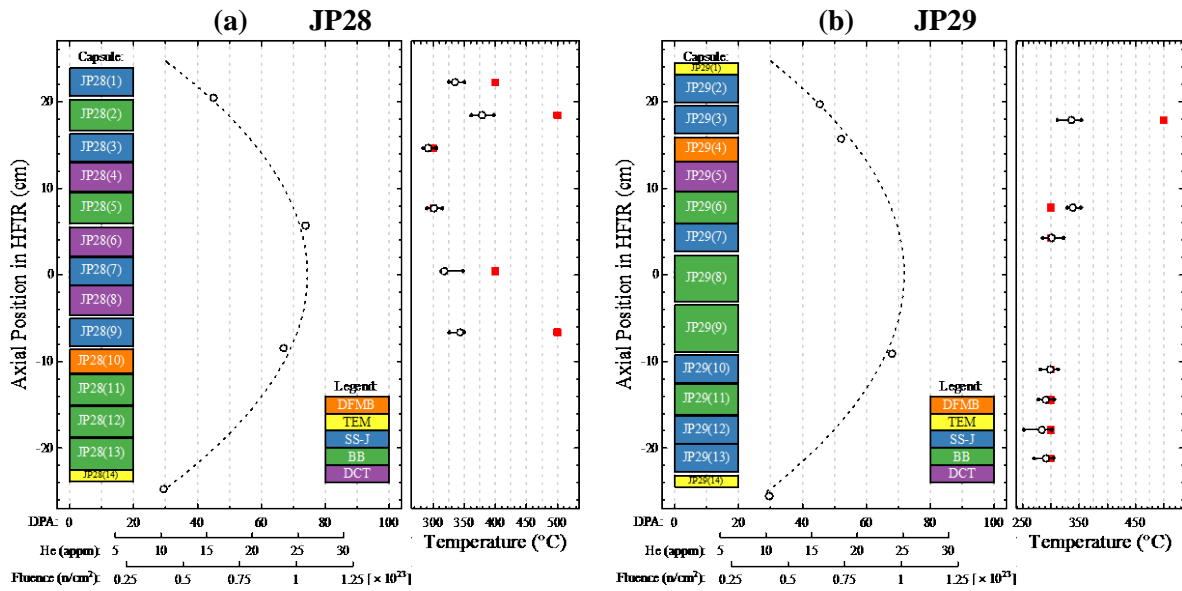 (a) JP28
(b) JP29
Axial Position in HFIR (cm)
20
10
0
-10
-20
Capsule:
JP28(1)
JP28(2)
JP28(3)
JP28(4)
JP28(5)
JP28(6)
JP28(7)
JP28(8)
JP28(9)
JP28(10)
JP28(11)
JP28(12)
JP28(13)
JP28(14)
Legend:
DFMB
TEM
SS-J
BB
DCT
DPA: 0 20 40 60 80 100
He (appm): 5 10 15 20 25 30
Fluence (n/cm²): 0.25 0.5 0.75 1 1.25 [ × 10²³]
300 350 400 450 500
Temperature (°C)
Axial Position in HFIR (cm)
20
10
0
-10
-20
Capsule:
JP29(1)
JP29(2)
JP29(3)
JP29(4)
JP29(5)
JP29(6)
JP29(7)
JP29(8)
JP29(9)
JP29(10)
JP29(11)
JP29(12)
JP29(13)
JP29(14)
Legend:
DFMB
TEM
SS-J
BB
DCT
DPA: 0 20 40 60 80 100
He (appm): 5 10 15 20 25 30
Fluence (n/cm²): 0.25 0.5 0.75 1 1.25 [ × 10²³]
250 350 450
Temperature (°C)